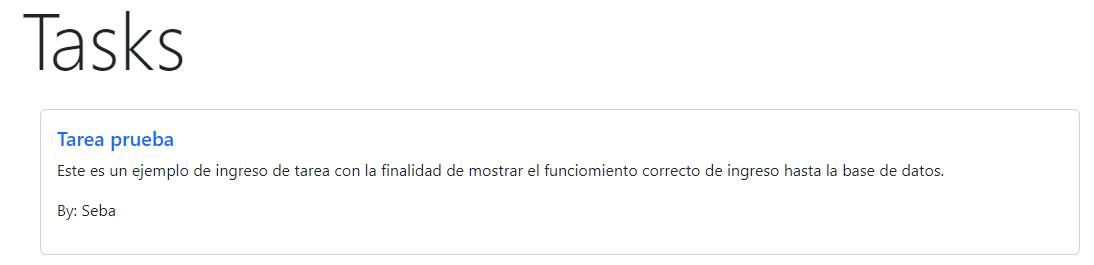 Tasks
Tarea prueba
Este es un ejemplo de ingreso de tarea con la finalidad de mostrar el funciomiento correcto de ingreso hasta la base de datos.
By: Seba